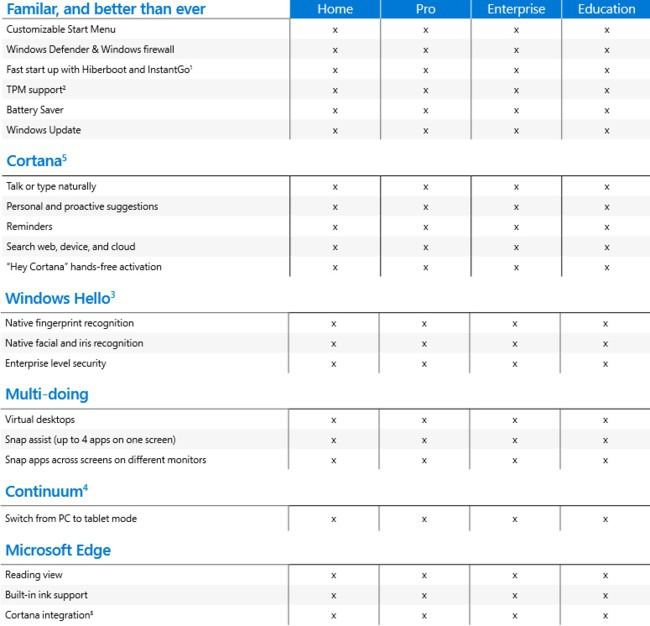 Familar, and better than ever Home Pro Enterprise Education
Customizable Start Menu x x x x
Windows Defender & Windows firewall x x x x
Fast start up with Hiberboot and InstantGo¹ x x x x
TPM support² x x x x
Battery Saver x x x x
Windows Update x x x x
Cortana⁵
Talk or type naturally x x x x
Personal and proactive suggestions x x x x
Reminders x x x x
Search web, device, and cloud x x x x
"Hey Cortana" hands-free activation x x x x
Windows Hello³
Native fingerprint recognition x x x x
Native facial and iris recognition x x x x
Enterprise level security x x x x
Multi-doing
Virtual desktops x x x x
Snap assist (up to 4 apps on one screen) x x x x
Snap apps across screens on different monitors x x x x
Continuum⁴
Switch from PC to tablet mode x x x x
Microsoft Edge
Reading view x x x x
Built-in ink support x x x x
Cortana integration⁵ x x x x